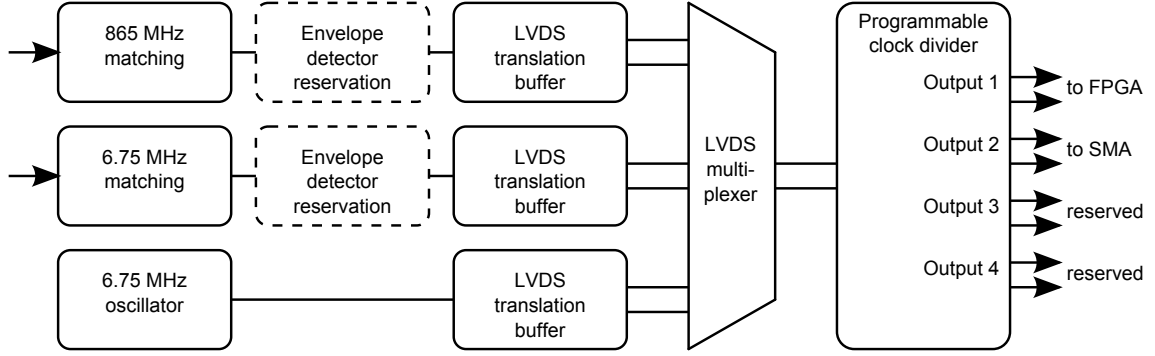 865 MHz
matching
Envelope
detector
reservation
LVDS
translation
buffer
6.75 MHz
matching
Envelope
detector
reservation
LVDS
translation
buffer
6.75 MHz
oscillator
LVDS
translation
buffer
LVDS
multi-
plexer
Programmable
clock divider
Output 1
to FPGA
Output 2
to SMA
Output 3
reserved
Output 4
reserved